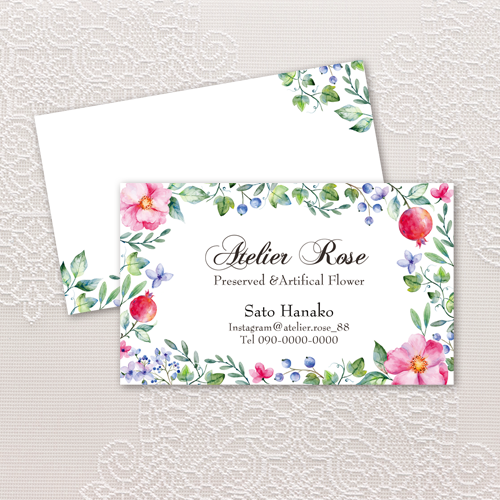 Atelier Rose
Preserved &Artifical Flower
Sato Hanako
Instagram@atelier.rose_88
Tel 090-0000-0000